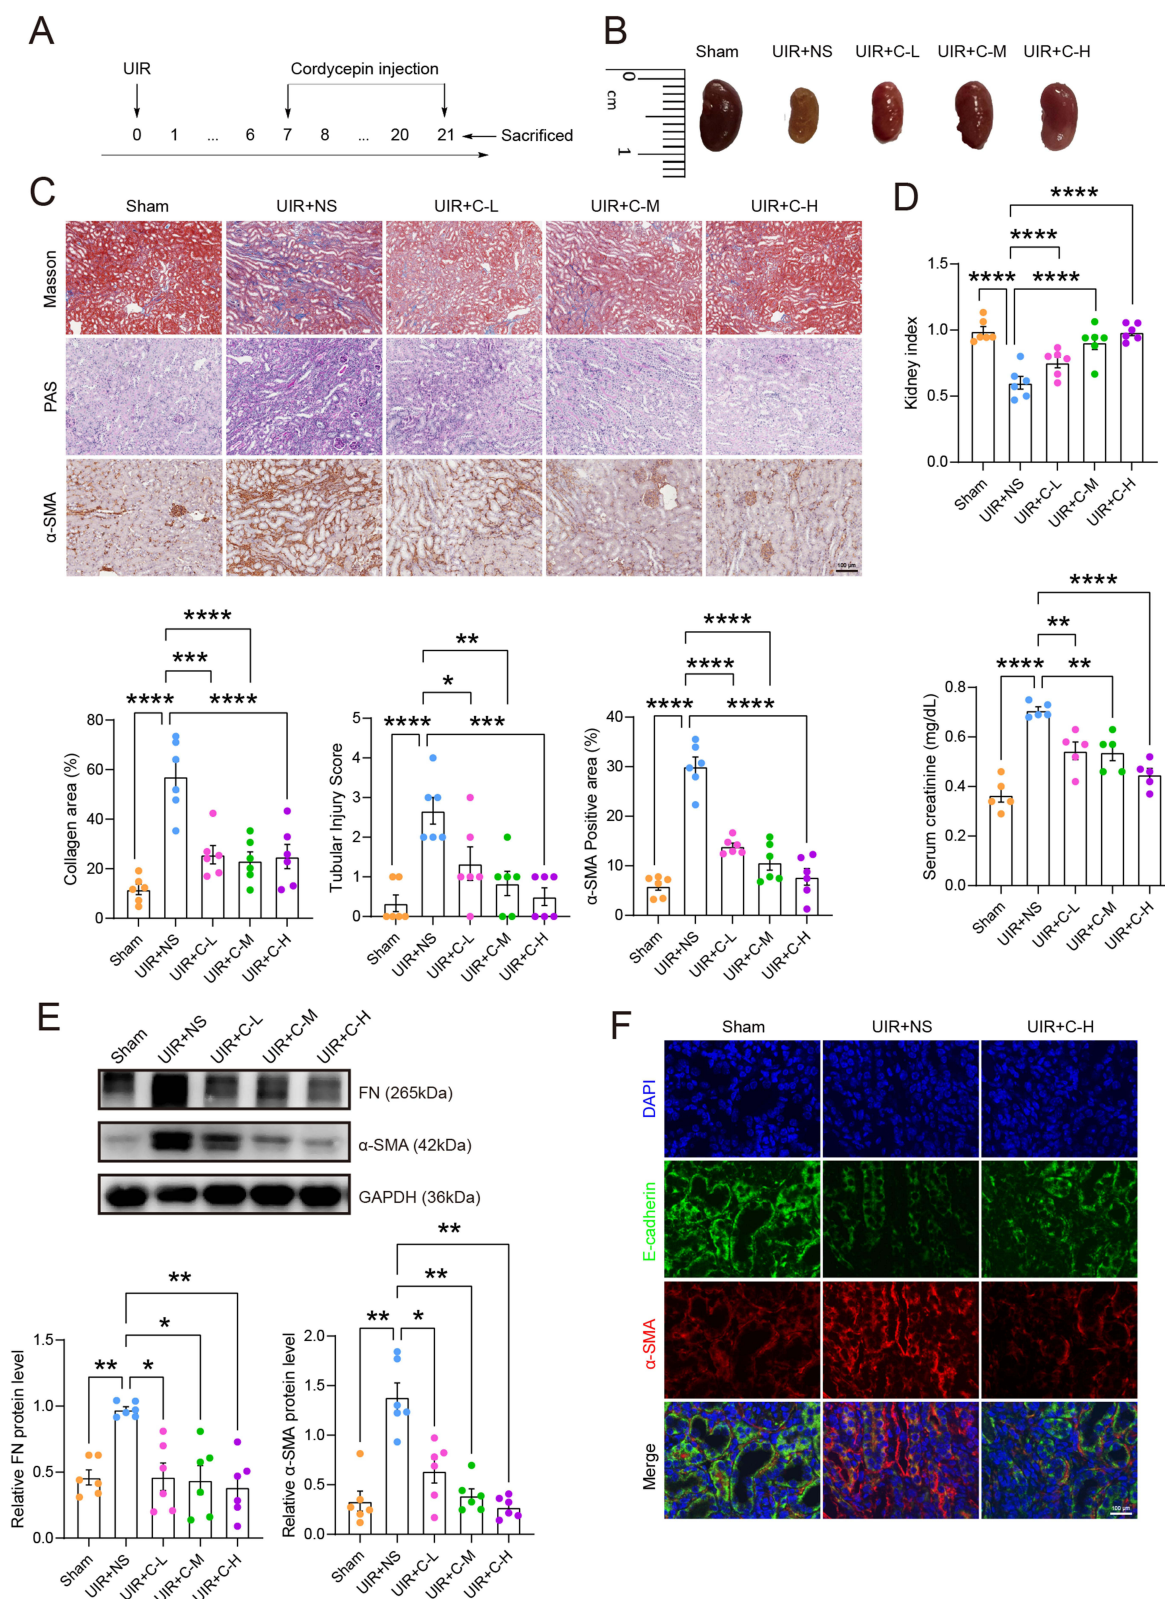 A
UIR
Cordycepin injection
0 1 ... 6 7 8 ... 20 21 Sacrificed
B
Sham UIR+NS UIR+C-L UIR+C-M UIR+C-H
0
cm
1
C
Sham UIR+NS UIR+C-L UIR+C-M UIR+C-H
Masson
PAS
α-SMA
100 μm
D
**** 
****
**** ****
Kidney index
1.5
1.0
0.5
0.0
Sham UIR+NS UIR+C-L UIR+C-M UIR+C-H
****
***
**** ****
Collagen area (%)
80
60
40
20
0
Sham UIR+NS UIR+C-L UIR+C-M UIR+C-H
**
*
**** ***
Tubular Injury Score
5
4
3
2
1
0
Sham UIR+NS UIR+C-L UIR+C-M UIR+C-H
****
****
**** ****
α-SMA Positive area (%)
40
30
20
10
0
Sham UIR+NS UIR+C-L UIR+C-M UIR+C-H
****
**
**** **
Serum creatinine (mg/dL)
0.8
0.6
0.4
0.2
0.0
Sham UIR+NS UIR+C-L UIR+C-M UIR+C-H
E
Sham UIR+NS UIR+C-L UIR+C-M UIR+C-H
FN (265kDa)
α-SMA (42kDa)
GAPDH (36kDa)
**
*
** *
Relative FN protein level
1.5
1.0
0.5
0.0
Sham UIR+NS UIR+C-L UIR+C-M UIR+C-H
**
**
** *
Relative α-SMA protein level
2.0
1.5
1.0
0.5
0.0
Sham UIR+NS UIR+C-L UIR+C-M UIR+C-H
F
Sham UIR+NS UIR+C-H
DAPI
E-cadherin
α-SMA
Merge
100 μm